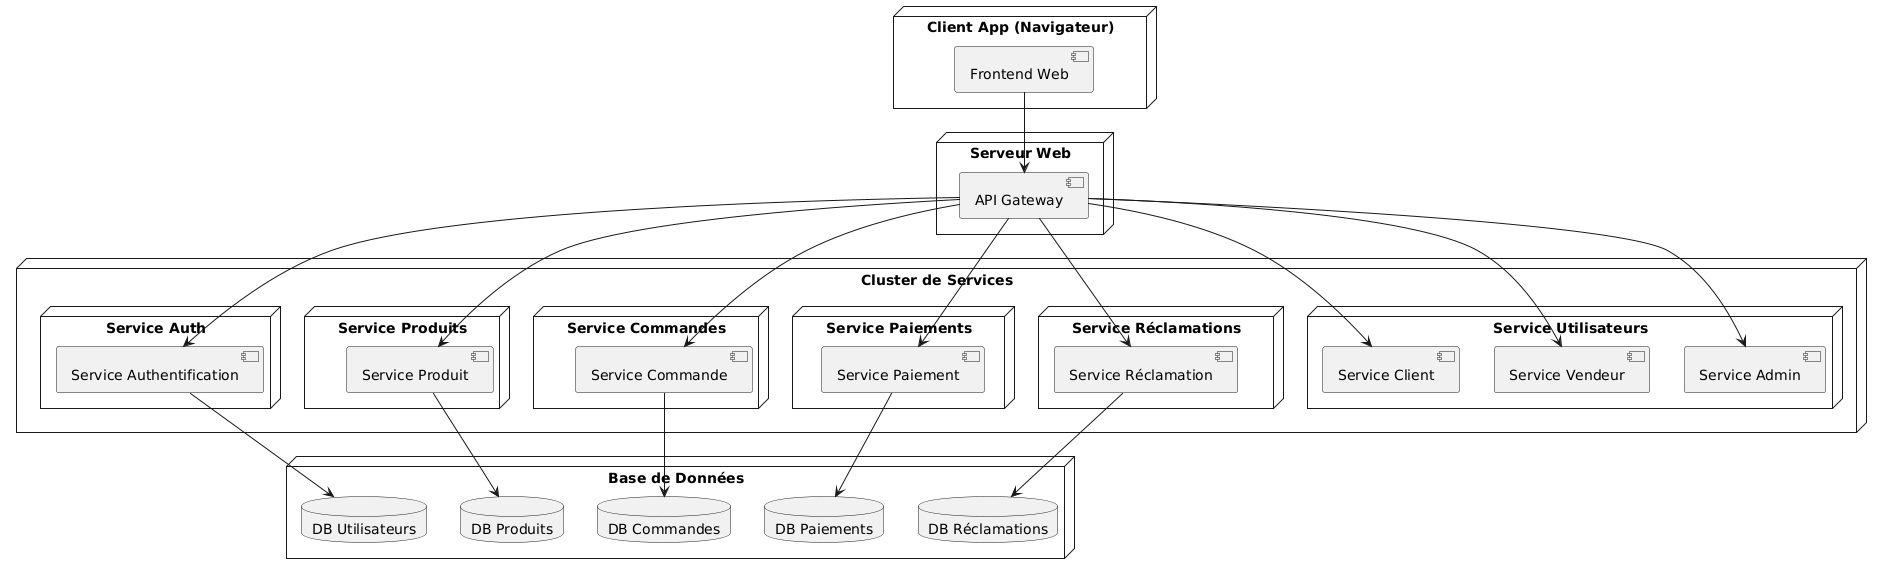 Client App (Navigateur)
Frontend Web
Serveur Web
API Gateway
Cluster de Services
Service Auth
Service Produits
Service Commandes
Service Paiements
Service Réclamations
Service Utilisateurs
Service Authentification
Service Produit
Service Commande
Service Paiement
Service Réclamation
Service Client
Service Vendeur
Service Admin
Base de Données
DB Utilisateurs
DB Produits
DB Commandes
DB Paiements
DB Réclamations